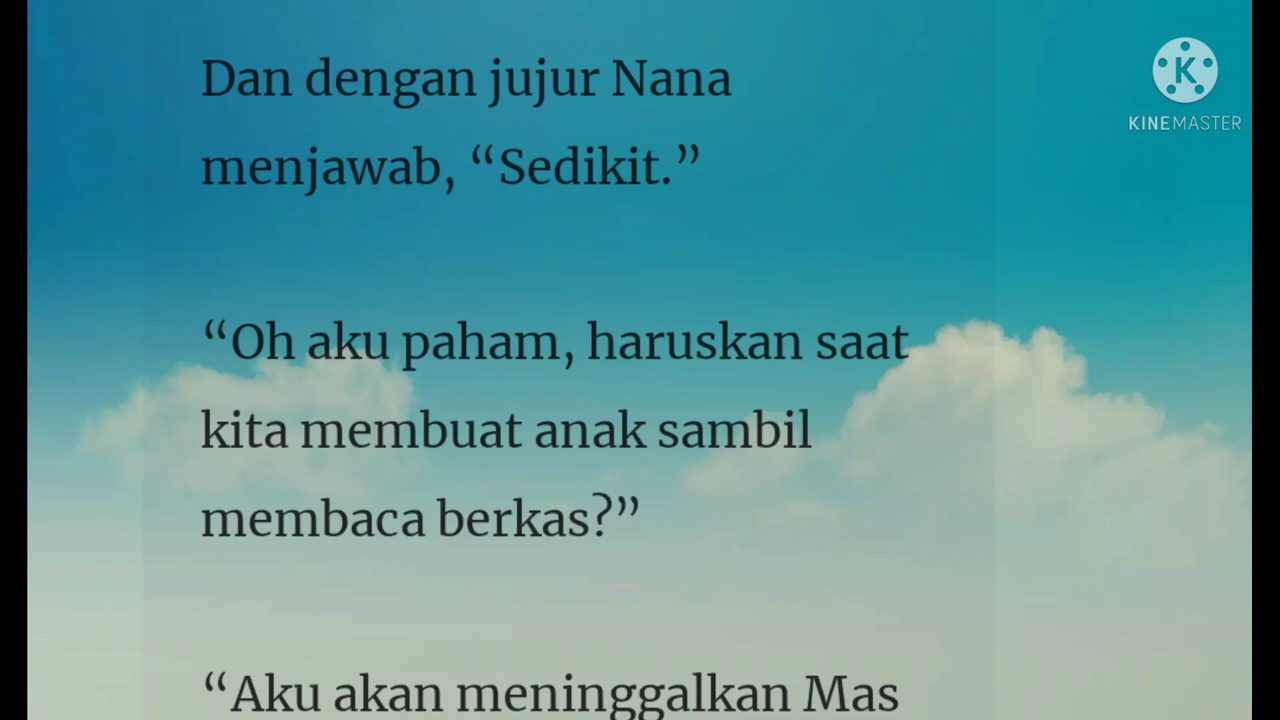 Dan dengan jujur Nana
menjawab, “Sedikit.”
“Oh aku paham, haruskan saat
kita membuat anak sambil
membaca berkas?”
“Aku akan meninggalkan Mas
K
KINEMASTER